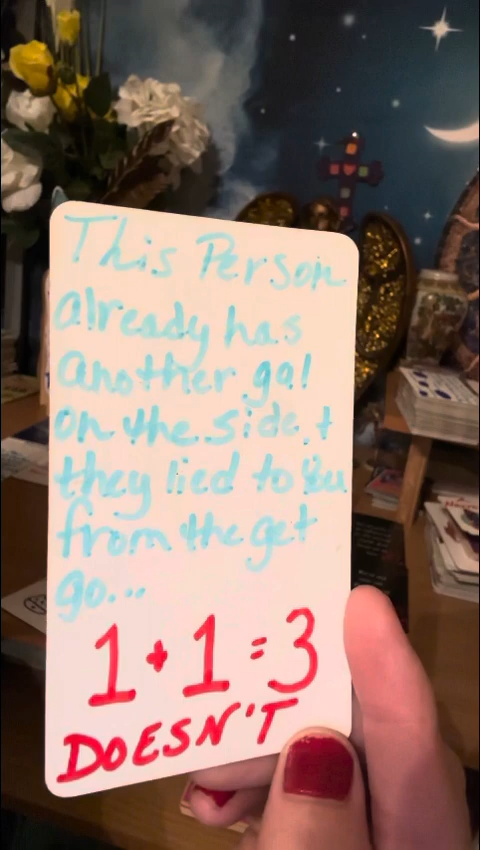 This Person
already has
another gal
on the side, +
they lied to You
from the get
go...
1 + 1 = 3
DOESN'T